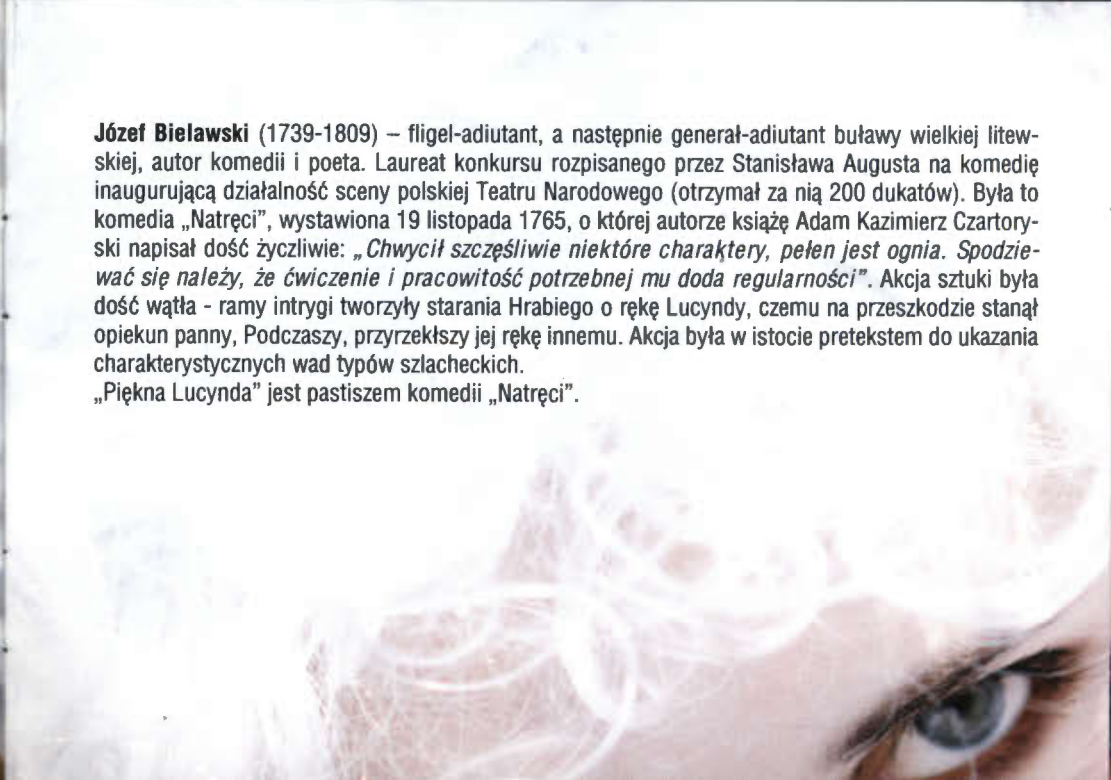 Józef Bielawski (1739-1809) – fligel-adiutant, a następnie generał-adiutant buławy wielkiej litew-
skiej, autor komedii i poeta. Laureat konkursu rozpisanego przez Stanisława Augusta na komedię
inaugurującą działalność sceny polskiej Teatru Narodowego (otrzymał za nią 200 dukatów). Była to
komedia „Natręci”, wystawiona 19 listopada 1765, o której autorze książę Adam Kazimierz Czartory-
ski napisał dość życzliwie: „Chwycił szczęśliwie niektóre charaktery, pełen jest ognia. Spodzie-
wać się należy, że ćwiczenie i pracowitość potrzebnej mu doda regularności”. Akcja sztuki była
dość wątła - ramy intrygi tworzyły starania Hrabiego o rękę Lucyndy, czemu na przeszkodzie stanął
opiekun panny, Podczaszy, przyrzekłszy jej rękę innemu. Akcja była w istocie pretekstem do ukazania
charakterystycznych wad typów szlacheckich.
„Piękna Lucynda” jest pastiszem komedii „Natręci”.